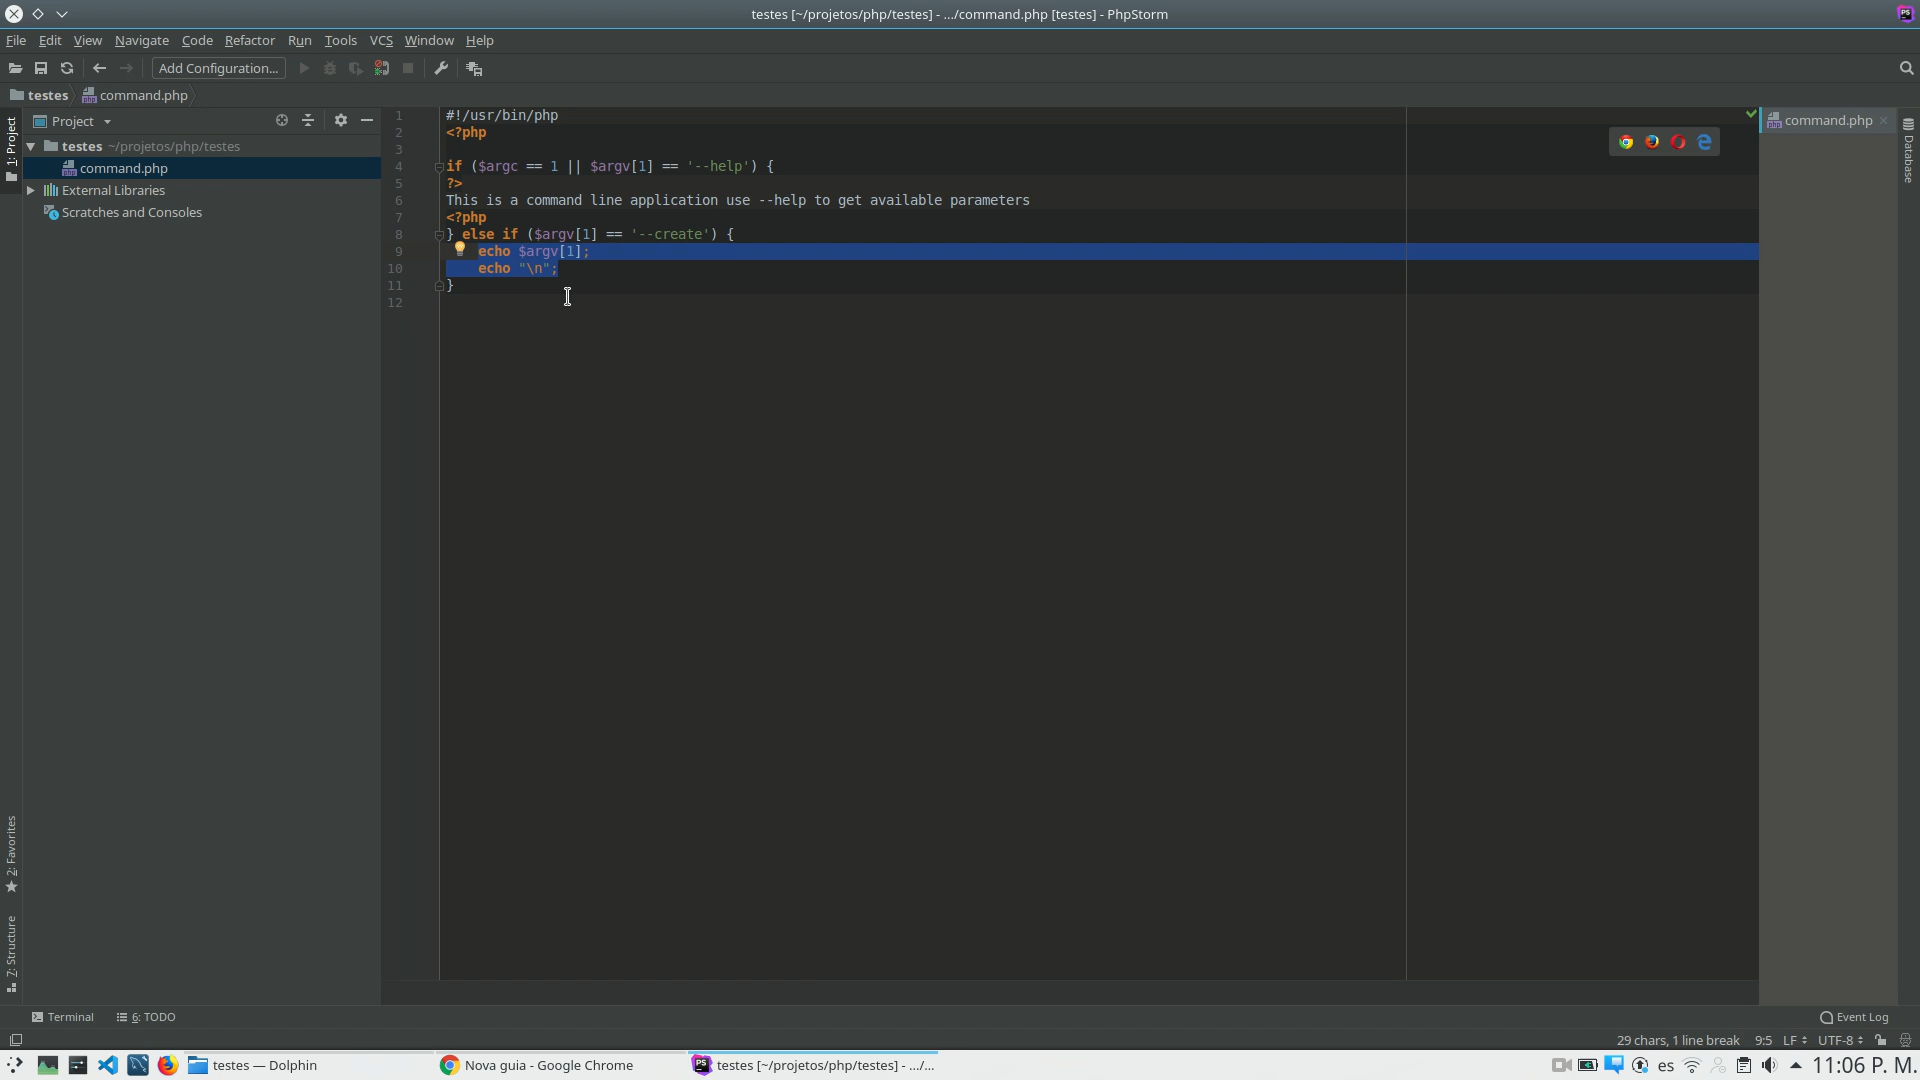 testes [~/projetos/php/testes] - .../command.php [testes] - PhpStorm
File Edit View Navigate Code Refactor Run Tools VCS Window Help
Add Configuration...
testes command.php
1: Project
Project
testes ~/projetos/php/testes
command.php
External Libraries
Scratches and Consoles
1 #!/usr/bin/php
2 <?php
3
4 if ($argc == 1 || $argv[1] == '--help') {
5 ?>
6 This is a command line application use --help to get available parameters
7 <?php
8 } else if ($argv[1] == '--create') {
9 echo $argv[1];
10 echo "\n";
11 }
12
command.php
Database
2: Favorites
7: Structure
Terminal 6: TODO Event Log
29 chars, 1 line break 9:5 LF UTF-8
testes — Dolphin Nova guia - Google Chrome testes [~/projetos/php/testes] - .../... es 11:06 P. M.